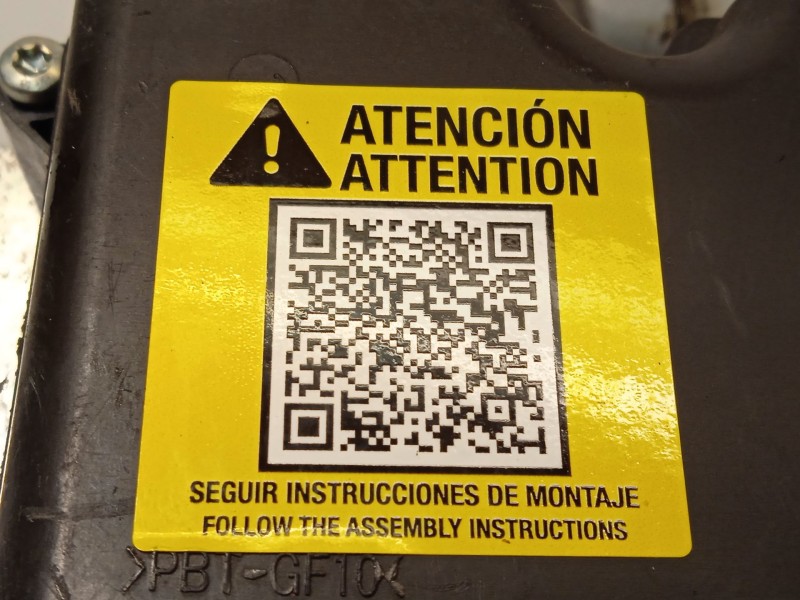 ATENCIÓN
ATTENTION
SEGUIR INSTRUCCIONES DE MONTAJE
FOLLOW THE ASSEMBLY INSTRUCTIONS
>PBT-GF10<